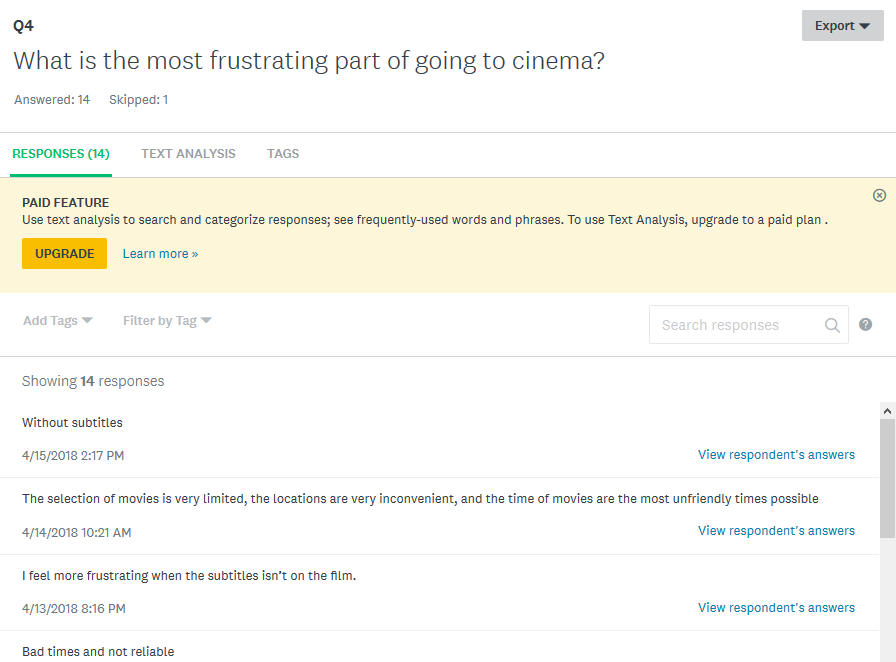 Q4
Export
What is the most frustrating part of going to cinema?
Answered: 14 Skipped: 1
RESPONSES (14) TEXT ANALYSIS TAGS
PAID FEATURE
Use text analysis to search and categorize responses; see frequently-used words and phrases. To use Text Analysis, upgrade to a paid plan .
UPGRADE Learn more »
Add Tags Filter by Tag Search responses ?
Showing 14 responses
Without subtitles
4/15/2018 2:17 PM View respondent's answers
The selection of movies is very limited, the locations are very inconvenient, and the time of movies are the most unfriendly times possible
4/14/2018 10:21 AM View respondent's answers
I feel more frustrating when the subtitles isn't on the film.
4/13/2018 8:16 PM View respondent's answers
Bad times and not reliable